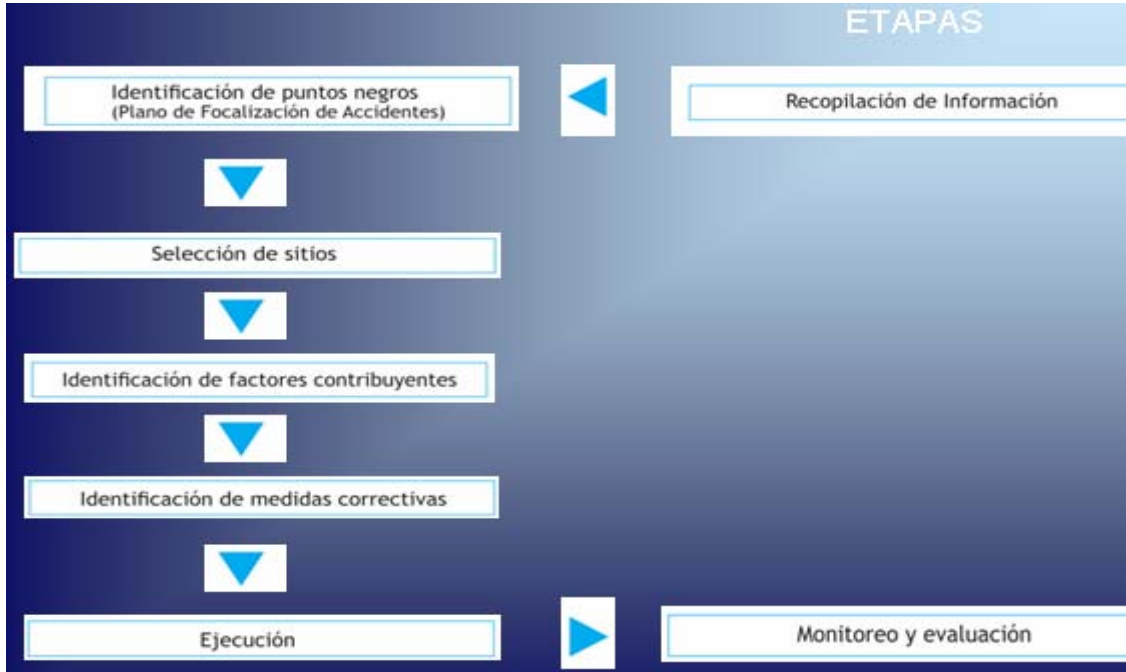 ETAPAS
Recopilación de Información
Identificación de puntos negros
(Plano de Focalización de Accidentes)
Selección de sitios
Identificación de factores contribuyentes
Identificación de medidas correctivas
Ejecución
Monitoreo y evaluación